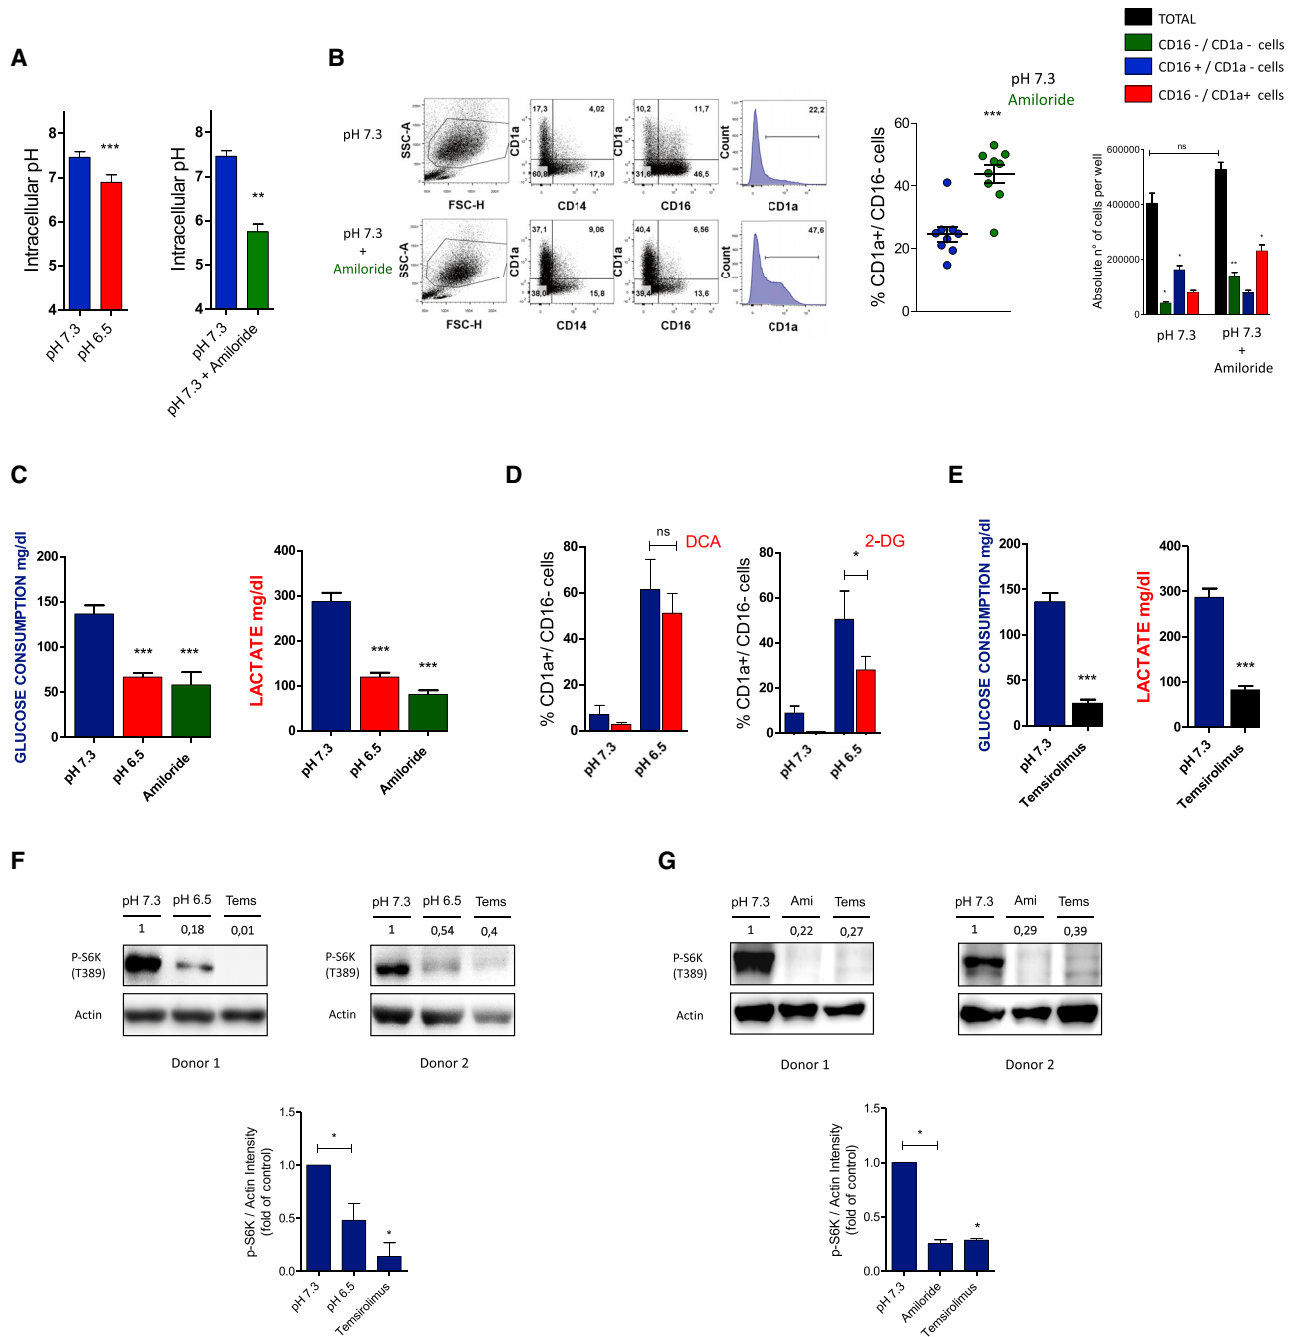 TOTAL
CD16 - / CD1a - cells
CD16 + / CD1a - cells
CD16 - / CD1a+ cells
A
Intracellular pH
8
7
6
5
4
***
pH 7.3
pH 6.5
Intracellular pH
8
7
6
5
4
**
pH 7.3
pH 7.3 + Amiloride
B
pH 7.3
SSC-A
FSC-H
CD1a
17,3
4,02
60,8
17,9
CD14
CD1a
10,2
11,7
31,6
46,5
CD16
Count
22,2
CD1a
pH 7.3
+
Amiloride
SSC-A
FSC-H
CD1a
37,1
9,06
38,0
15,8
CD14
CD1a
40,4
6,56
39,4
13,6
CD16
Count
47,6
CD1a
pH 7.3
Amiloride
***
% CD1a+/ CD16- cells
60
40
20
0
Absolute n° of cells per well
600000
400000
200000
0
ns
*
*
**
*
pH 7.3
pH 7.3
+
Amiloride
C
GLUCOSE CONSUMPTION mg/dl
200
150
100
50
0
***
***
pH 7.3
pH 6.5
Amiloride
LACTATE mg/dl
400
300
200
100
0
***
***
pH 7.3
pH 6.5
Amiloride
D
% CD1a+/ CD16- cells
80
60
40
20
0
ns
DCA
pH 7.3
pH 6.5
% CD1a+/ CD16- cells
80
60
40
20
0
*
2-DG
pH 7.3
pH 6.5
E
GLUCOSE CONSUMPTION mg/dl
200
150
100
50
0
***
pH 7.3
Temsirolimus
LACTATE mg/dl
400
300
200
100
0
***
pH 7.3
Temsirolimus
F
pH 7.3 pH 6.5 Tems
1 0,18 0,01
P-S6K
(T389)
Actin
Donor 1
pH 7.3 pH 6.5 Tems
1 0,54 0,4
P-S6K
(T389)
Actin
Donor 2
p-S6K / Actin Intensity
(fold of control)
1.5
1.0
0.5
0.0
*
*
pH 7.3
pH 6.5
Temsirolimus
G
pH 7.3 Ami Tems
1 0,22 0,27
P-S6K
(T389)
Actin
Donor 1
pH 7.3 Ami Tems
1 0,29 0,39
P-S6K
(T389)
Actin
Donor 2
p-S6K / Actin Intensity
(fold of control)
1.5
1.0
0.5
0.0
*
*
pH 7.3
Amiloride
Temsirolimus